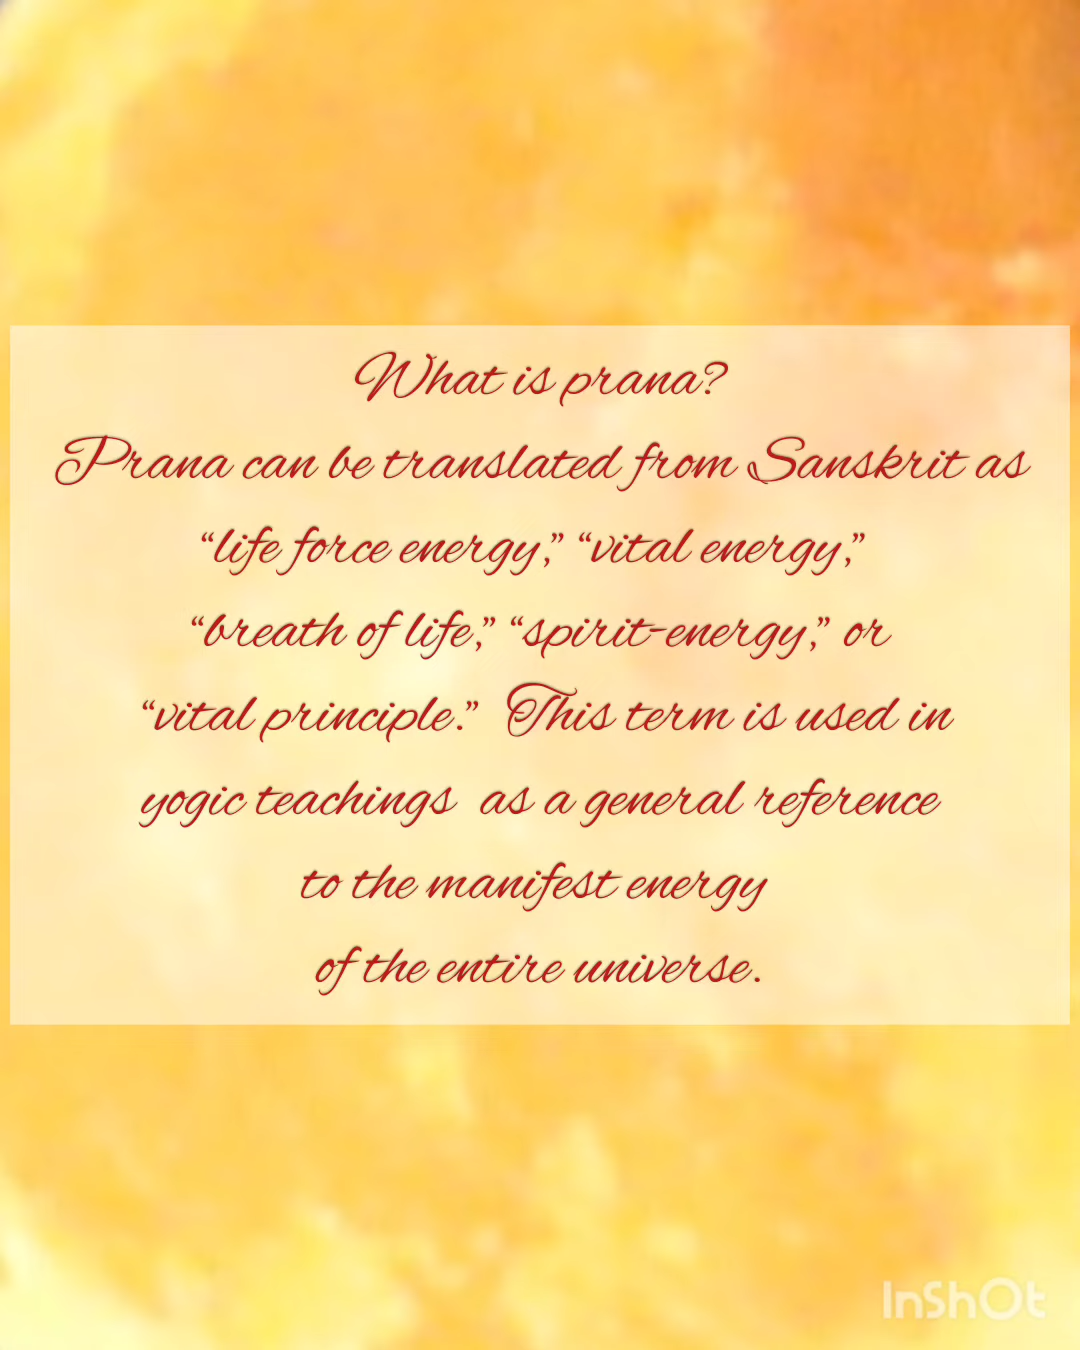 What is prana?
Prana can be translated from Sanskrit as
“life force energy,” “vital energy,”
“breath of life,” “spirit-energy,” or
“vital principle.”  This term is used in
yogic teachings  as a general reference
to the manifest energy
of the entire universe.
InShOt